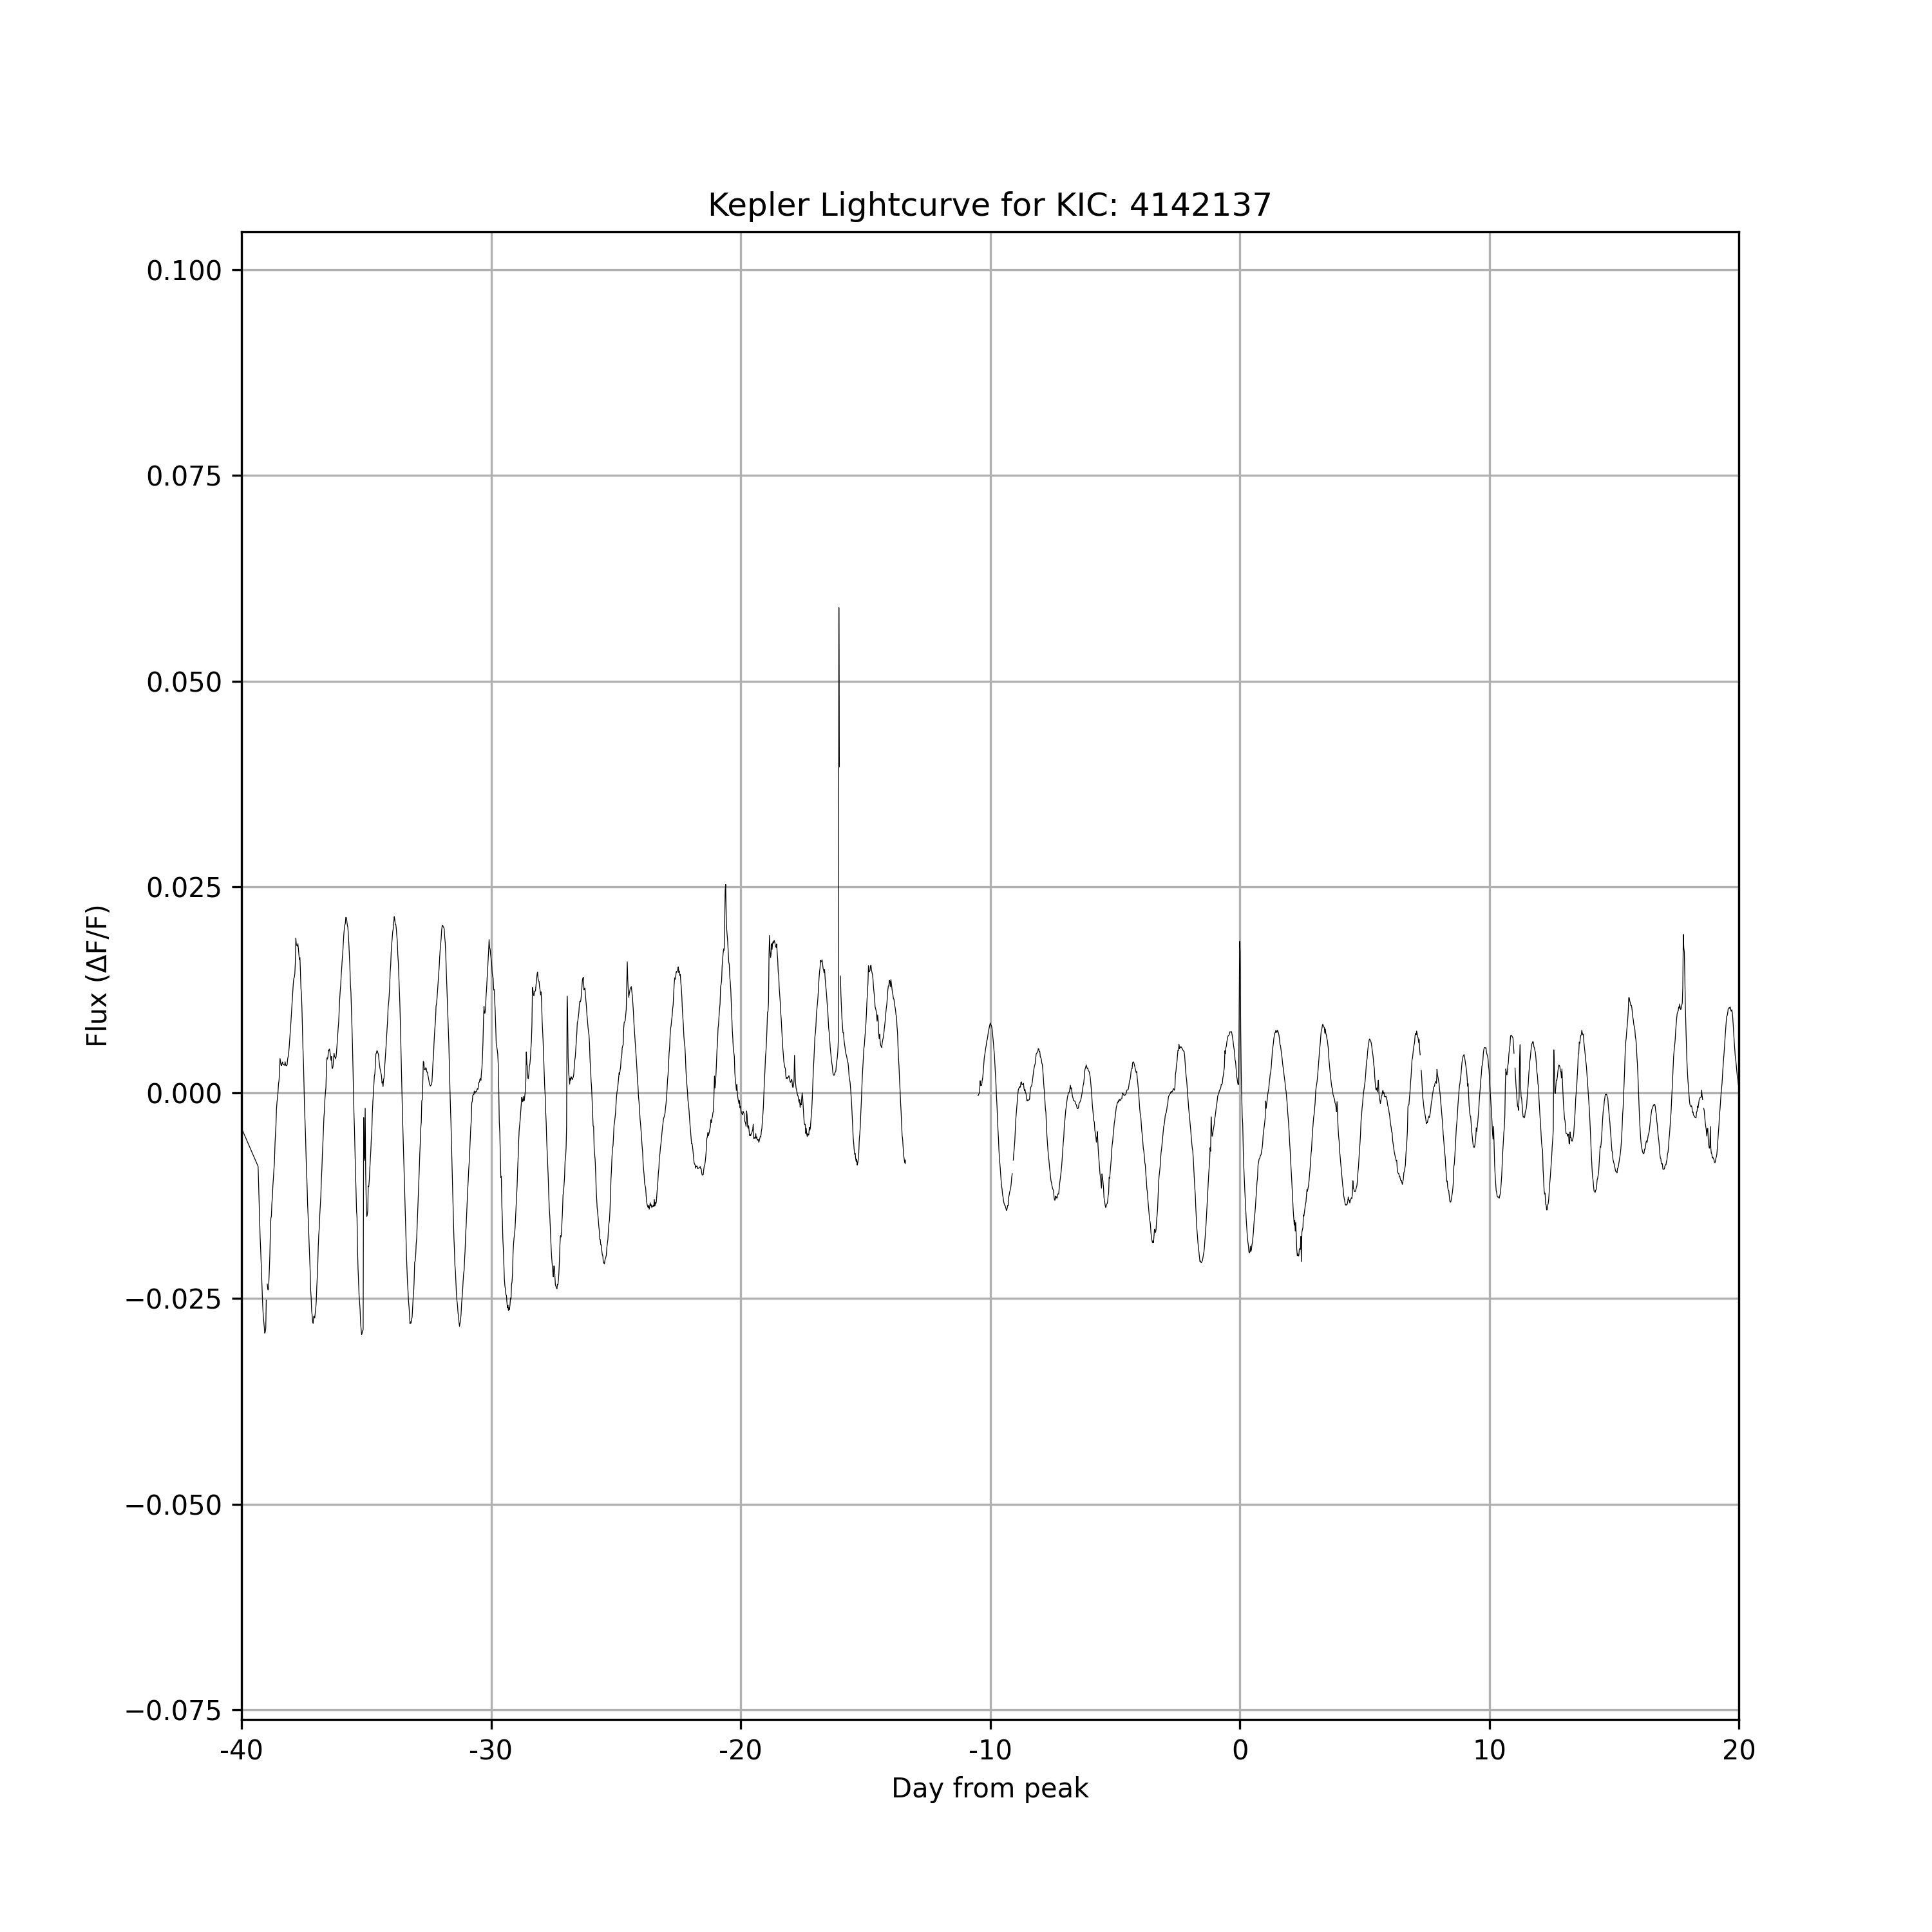 Kepler Lightcurve for KIC: 4142137
0.100
0.075
0.050
0.025
0.000
−0.025
−0.050
−0.075
Flux (ΔF/F)
-40 -30 -20 -10 0 10 20
Day from peak